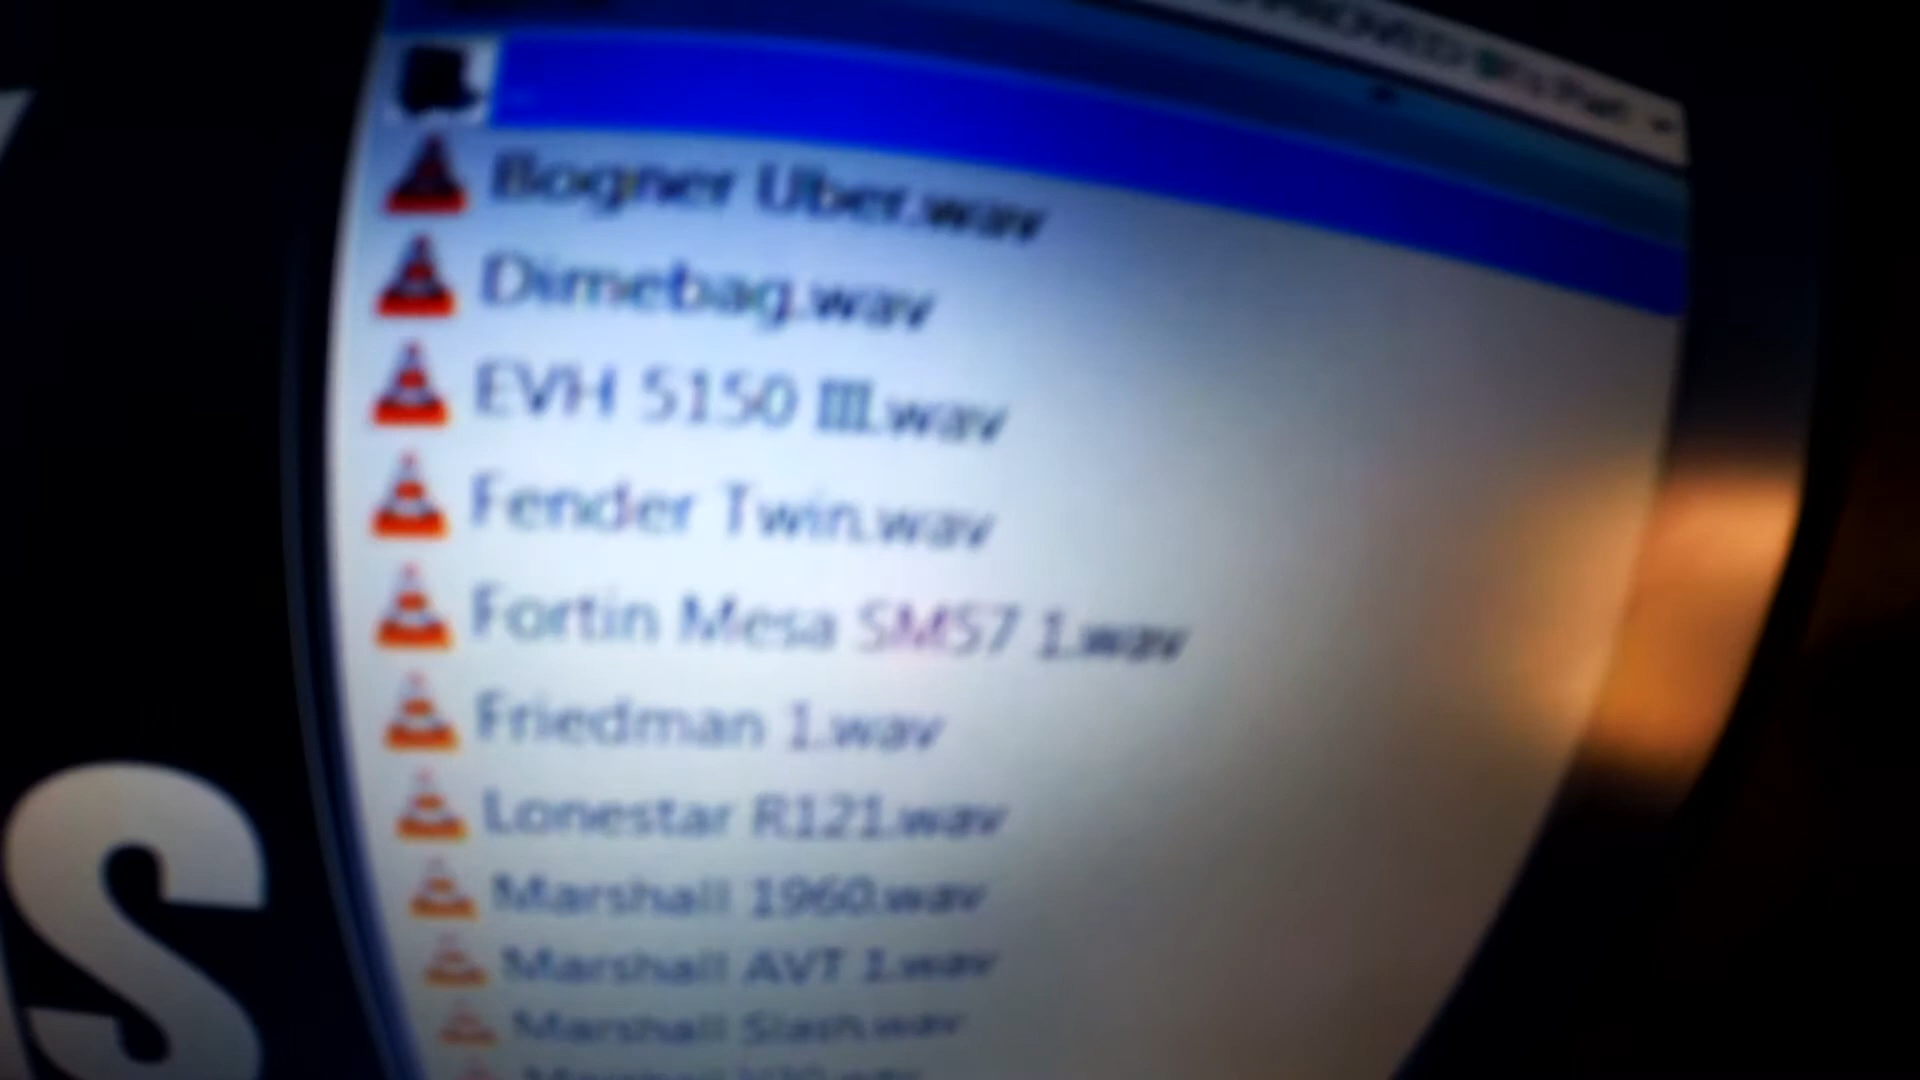 Bogner Uber.wav
Dimebag.wav
EVH 5150 III.wav
Fender Twin.wav
Fortin Mesa SM57 1.wav
Friedman 1.wav
Lonestar R121.wav
Marshall 1960.wav
Marshall AVT 1.wav
Marshall Slash.wav
S